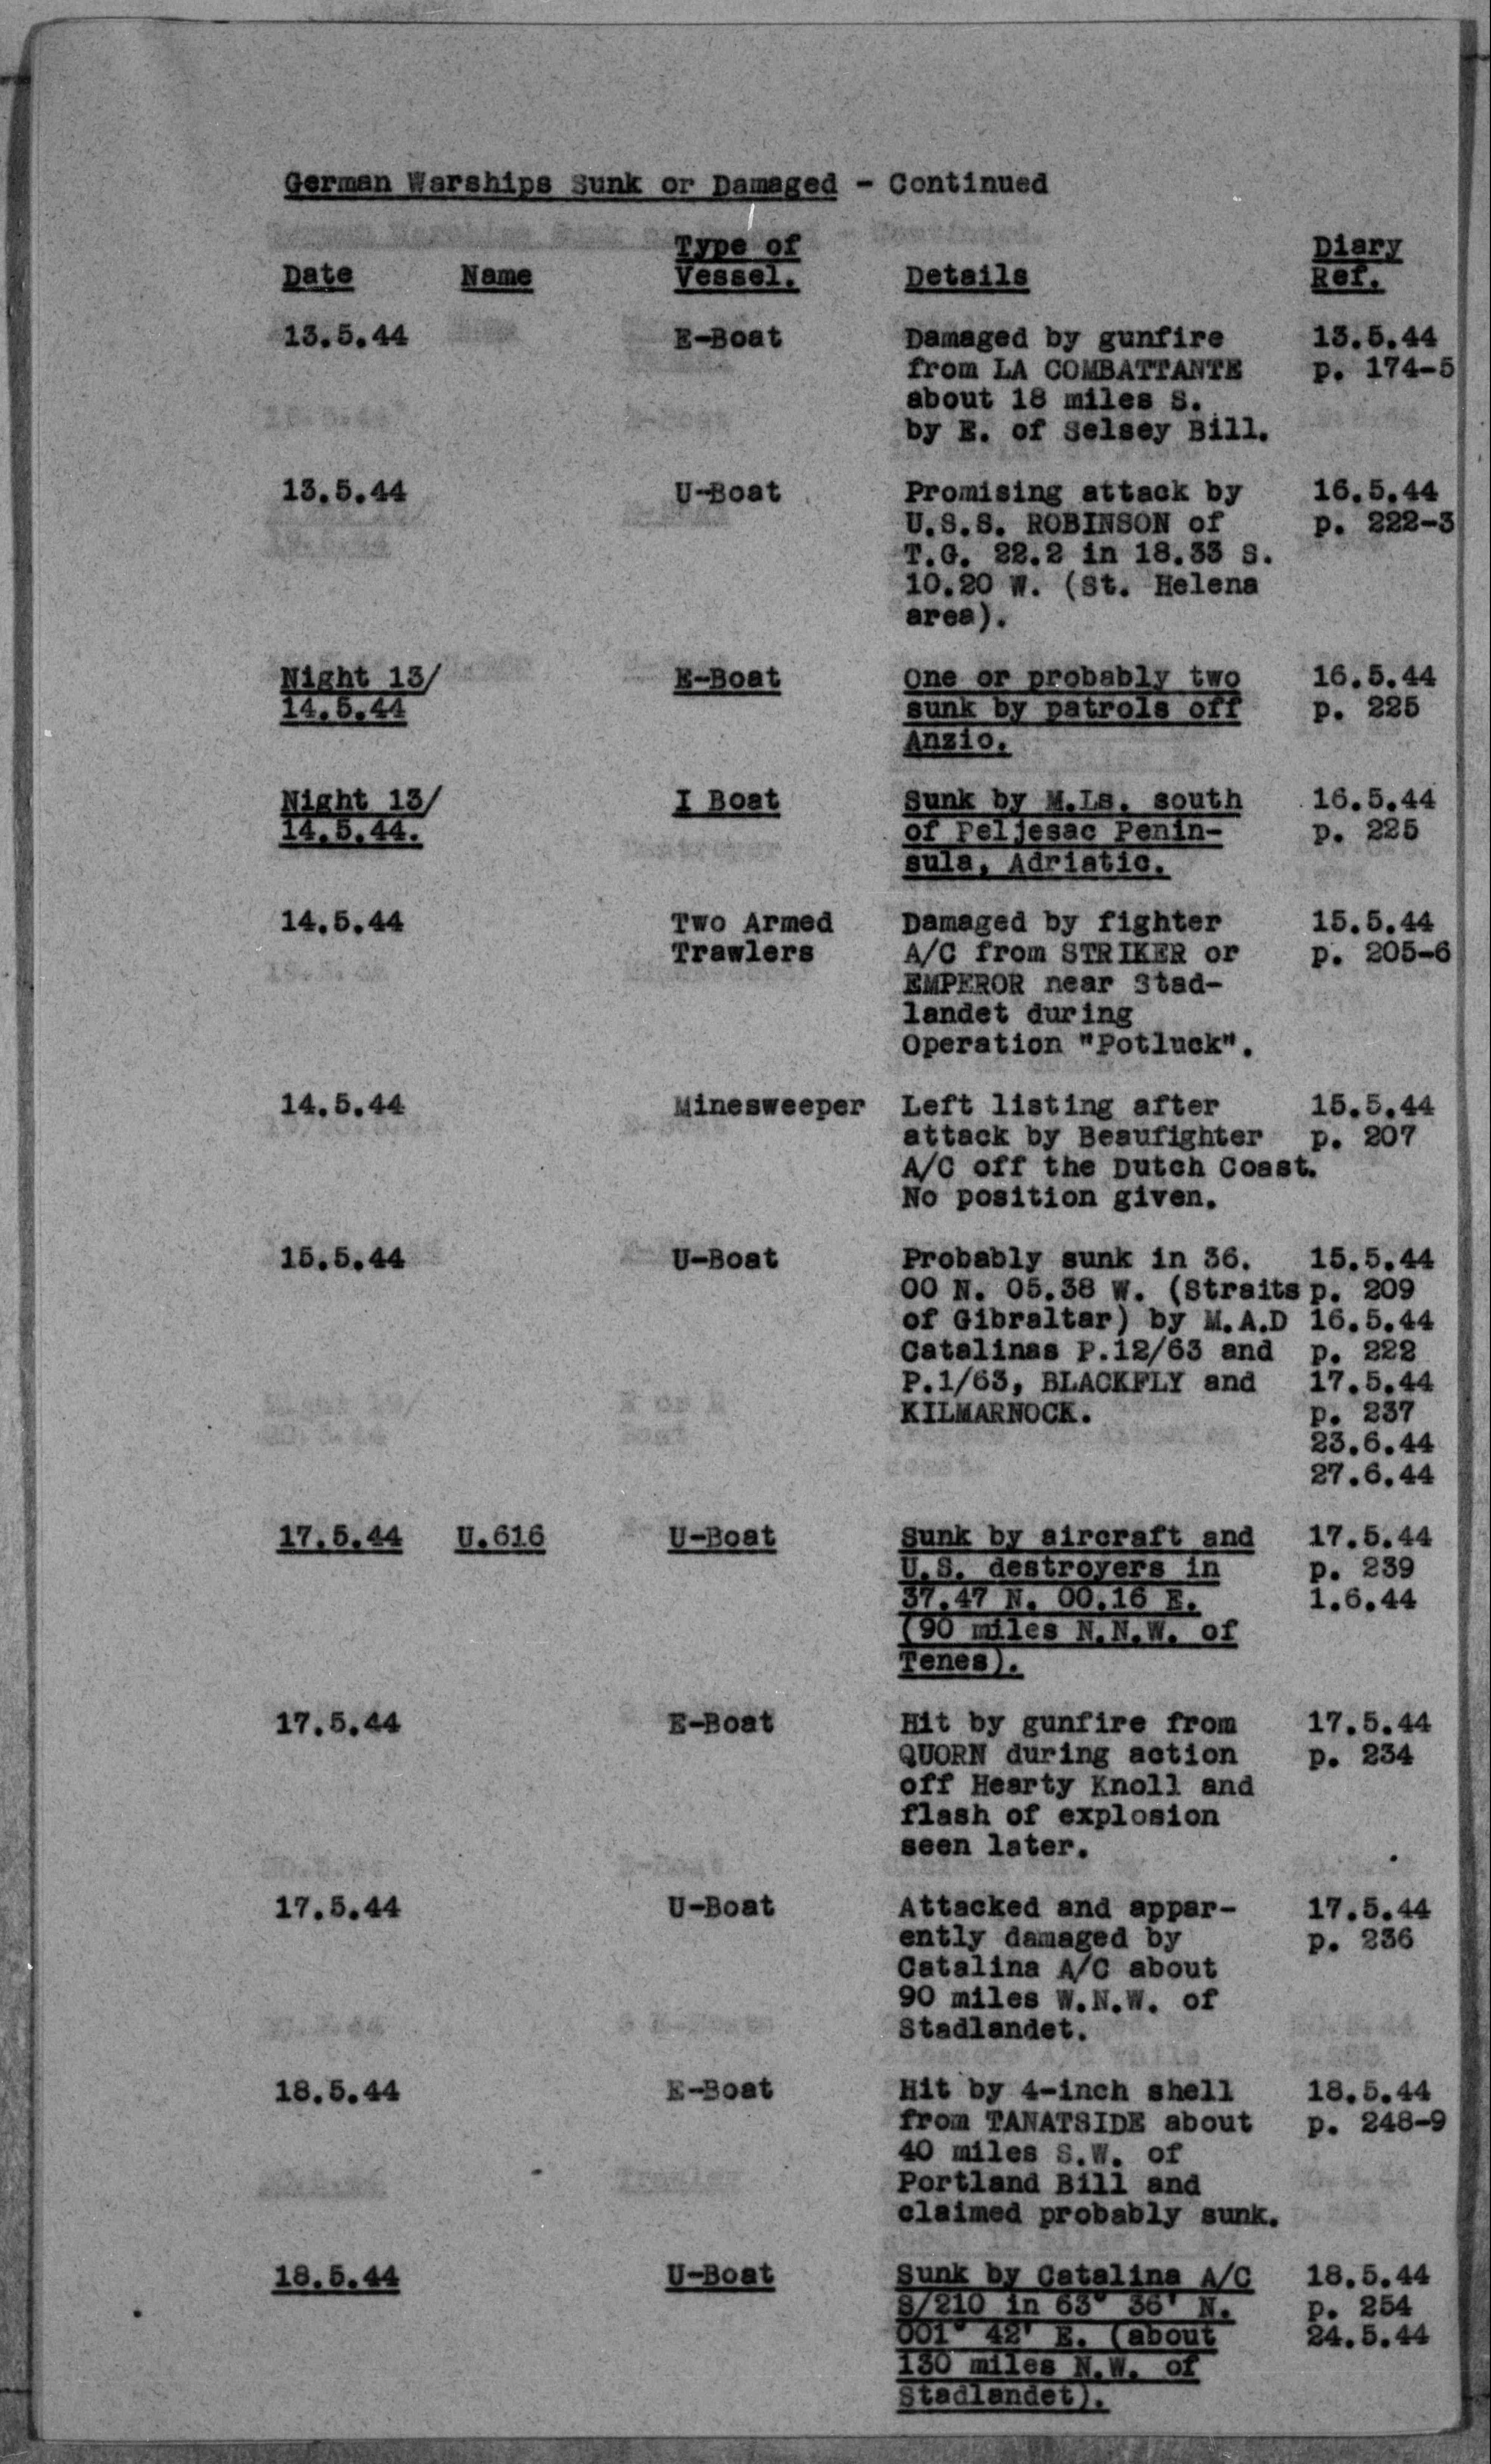 German Warships Sunk or Damaged - Continued
Date Name Type of Vessel. Details Diary Ref.
13.5.44 E-Boat Damaged by gunfire 13.5.44
from LA COMBATTANTE p. 174-5
about 18 miles S.
by E. of Selsey Bill.
13.5.44 U-Boat Promising attack by 16.5.44
U.S.S. ROBINSON of p. 222-3
T.G. 22.2 in 18.33 S.
10.20 W. (St. Helena
area).
Night 13/ E-Boat One or probably two 16.5.44
14.5.44 sunk by patrols off p. 225
Anzio.
Night 13/ I Boat Sunk by M.Ls. south 16.5.44
14.5.44. of Peljesac Penin- p. 225
sula, Adriatic.
14.5.44 Two Armed Damaged by fighter 15.5.44
Trawlers A/C from STRIKER or p. 205-6
EMPEROR near Stad-
landet during
Operation "Potluck".
14.5.44 Minesweeper Left listing after 15.5.44
attack by Beaufighter p. 207
A/C off the Dutch Coast.
No position given.
15.5.44 U-Boat Probably sunk in 36. 15.5.44
00 N. 05.38 W. (Straits p. 209
of Gibraltar) by M.A.D 16.5.44
Catalinas P.12/63 and p. 222
P.1/63, BLACKFLY and 17.5.44
KILMARNOCK. p. 237
23.6.44
27.6.44
17.5.44 U.616 U-Boat Sunk by aircraft and 17.5.44
U.S. destroyers in p. 239
37.47 N. 00.16 E. 1.6.44
(90 miles N.N.W. of
Tenes).
17.5.44 E-Boat Hit by gunfire from 17.5.44
QUORN during action p. 234
off Hearty Knoll and
flash of explosion
seen later.
17.5.44 U-Boat Attacked and appar- 17.5.44
ently damaged by p. 236
Catalina A/C about
90 miles W.N.W. of
Stadlandet.
18.5.44 E-Boat Hit by 4-inch shell 18.5.44
from TANATSIDE about p. 248-9
40 miles S.W. of
Portland Bill and
claimed probably sunk.
18.5.44 U-Boat Sunk by Catalina A/C 18.5.44
S/210 in 63° 36' N. p. 254
001° 42' E. (about 24.5.44
130 miles N.W. of
Stadlandet).